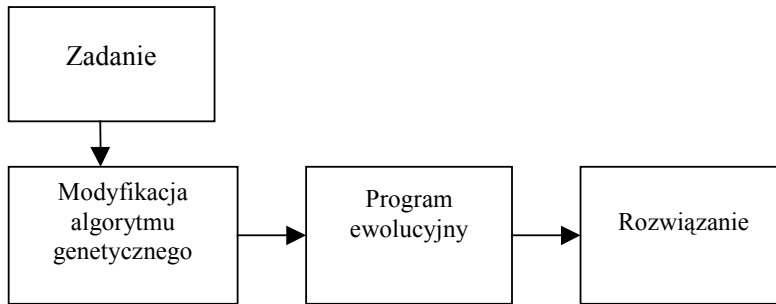 Zadanie
Modyfikacja
algorytmu
genetycznego
Program
ewolucyjny
Rozwiązanie